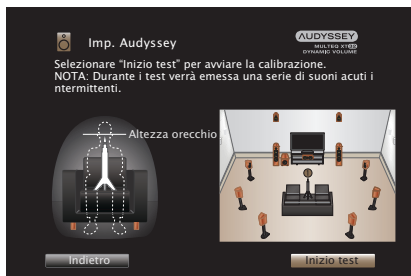 Imp. Audyssey
AUDYSSEY
MULTEQ XT32
DYNAMIC VOLUME
Selezionare “Inizio test” per avviare la calibrazione.
NOTA: Durante i test verrà emessa una serie di suoni acuti i
ntermittenti.
Altezza orecchio
Indietro
Inizio test